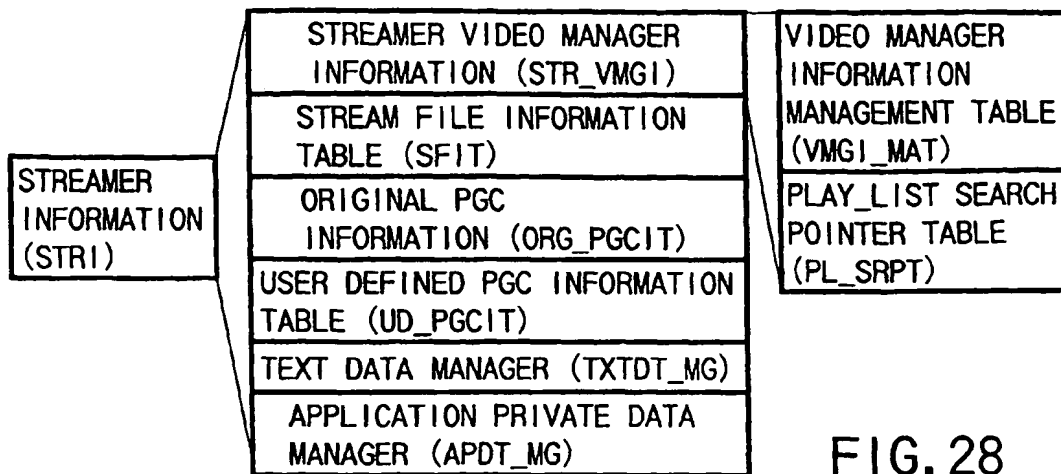 STREAMER
INFORMATION
(STRI)
STREAMER VIDEO MANAGER
INFORMATION (STR_VMGI)
STREAM FILE INFORMATION
TABLE (SFIT)
ORIGINAL PGC
INFORMATION (ORG_PGCIT)
USER DEFINED PGC INFORMATION
TABLE (UD_PGCIT)
TEXT DATA MANAGER (TXTDT_MG)
APPLICATION PRIVATE DATA
MANAGER (APDT_MG)
VIDEO MANAGER
INFORMATION
MANAGEMENT TABLE
(VMGI_MAT)
PLAY_LIST SEARCH
POINTER TABLE
(PL_SRPT)
FIG. 28